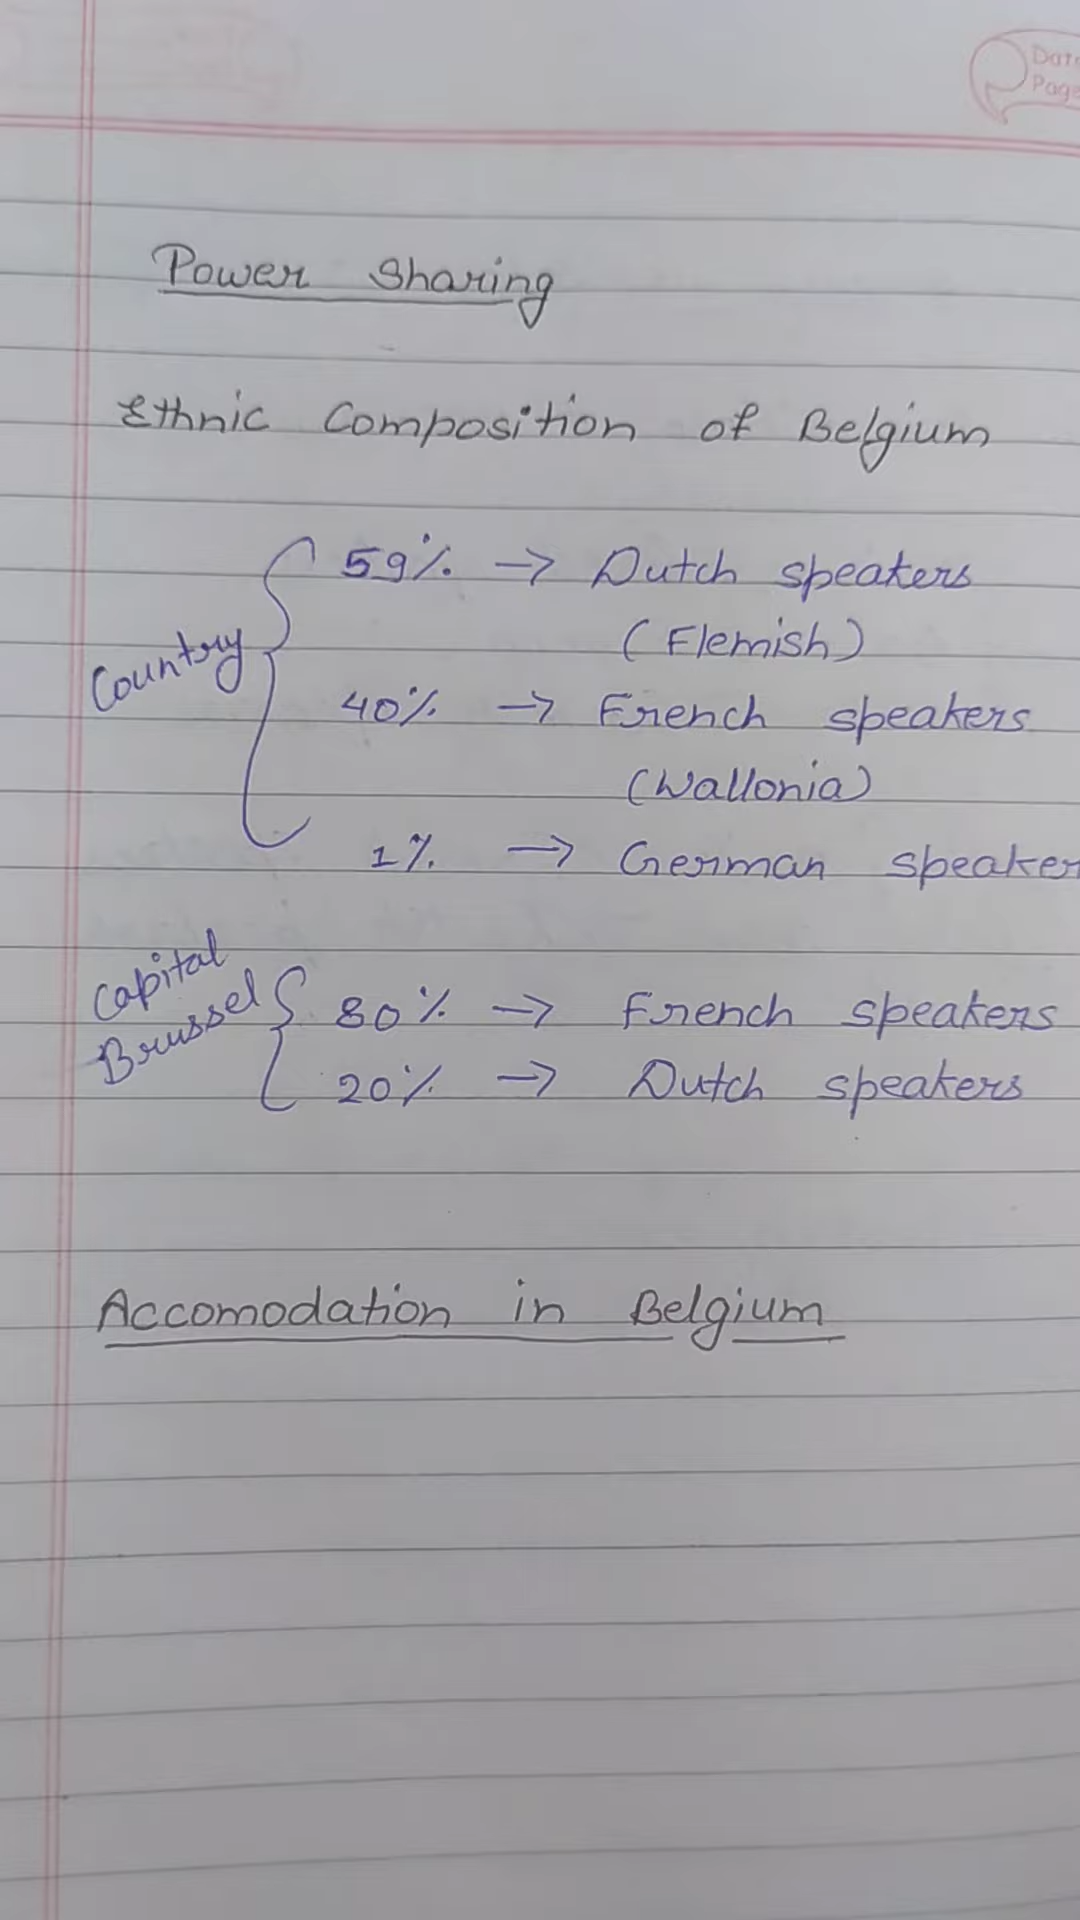 Date
Page
Power Sharing
Ethnic Composition of Belgium
Country
59% → Dutch speakers
(Flemish)
40% → French speakers
(Wallonia)
1% → German speaker
Capital
Brussel
80% → French speakers
20% → Dutch speakers
Accomodation in Belgium